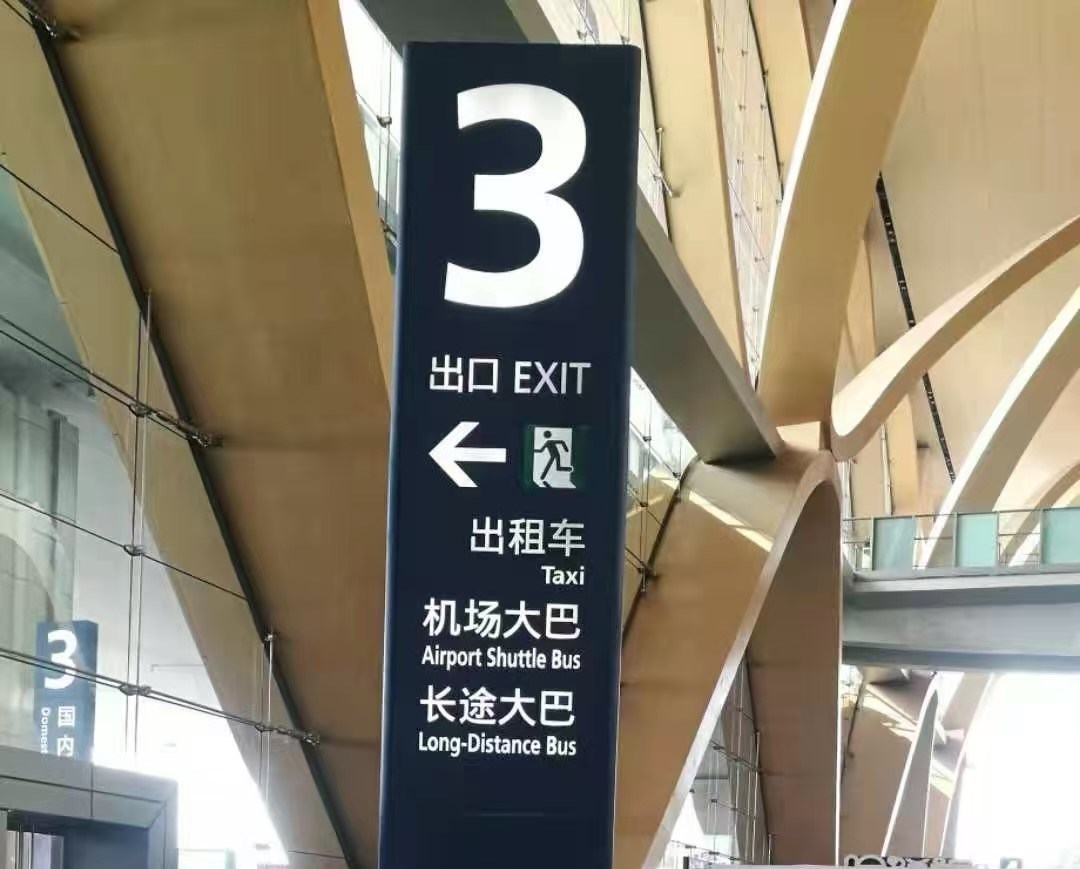 3
出口 EXIT
出租车
Taxi
机场大巴
Airport Shuttle Bus
长途大巴
Long-Distance Bus
3
国内